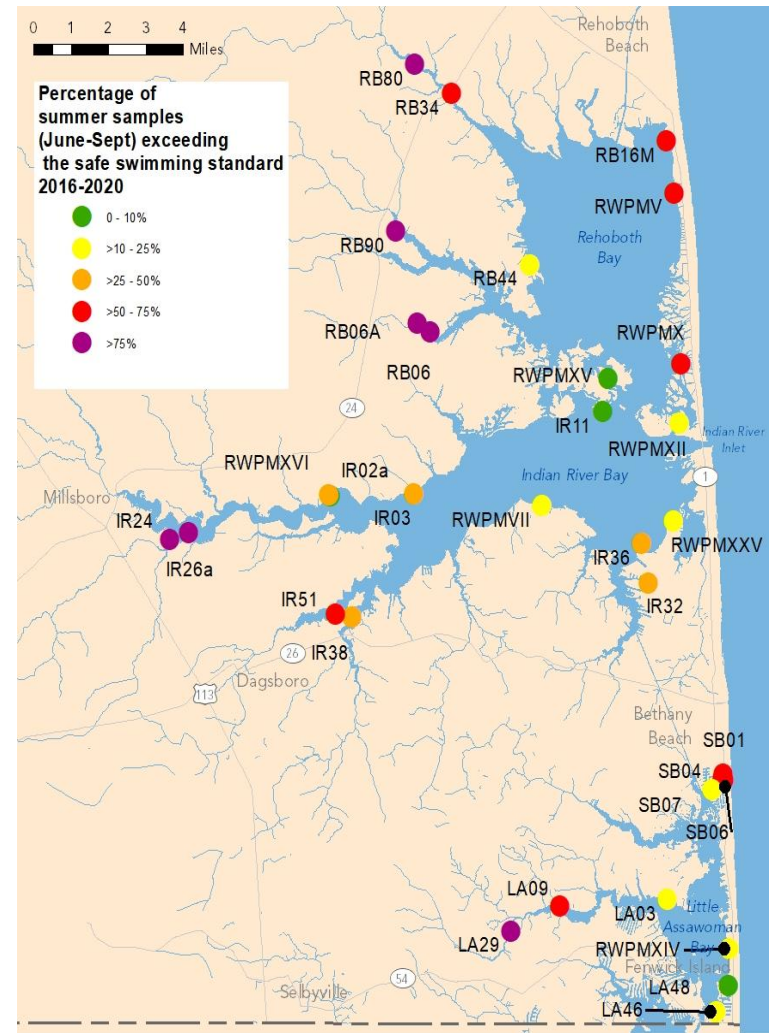 0 1 2 3 4
Miles
Percentage of
summer samples
(June-Sept) exceeding
the safe swimming standard
2016-2020
0 - 10%
>10 - 25%
>25 - 50%
>50 - 75%
>75%
Rehoboth
Beach
RB80
RB34
RB16M
RWPMV
Rehoboth
Bay
RB90
RB44
RB06A
RB06
RWPMX
RWPMXV
IR11
24
RWPMXII
Indian River
Inlet
RWPMXVI
IR02a
Indian River Bay
1
Millsboro
IR24
IR03
RWPMVII
IR26a
IR36
RWPMXXV
IR32
IR51
IR38
26
Dagsboro
113
Bethany
Beach
SB01
SB04
SB07
SB06
LA09
LA03
Little
Assawoman
Bay
LA29
RWPMXIV
Fenwick Island
54
LA48
Selbyville
LA46